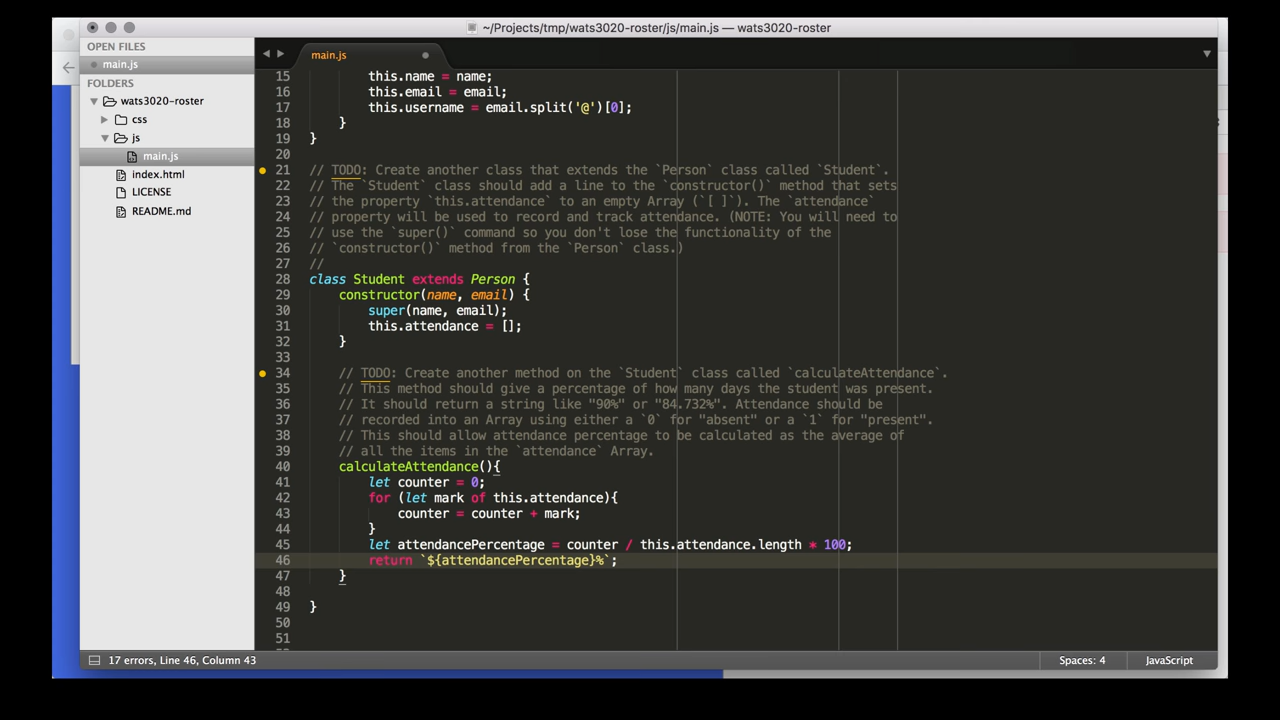 ~/Projects/tmp/wats3020-roster/js/main.js — wats3020-roster
OPEN FILES
main.js
FOLDERS
wats3020-roster
css
js
main.js
index.html
LICENSE
README.md
main.js
15 this.name = name;
16 this.email = email;
17 this.username = email.split('@')[0];
18 }
19 }
20
21 // TODO: Create another class that extends the `Person` class called `Student`.
22 // The `Student` class should add a line to the `constructor()` method that sets
23 // the property `this.attendance` to an empty Array (`[ ]`). The `attendance`
24 // property will be used to record and track attendance. (NOTE: You will need to
25 // use the `super()` command so you don't lose the functionality of the
26 // `constructor()` method from the `Person` class.)
27 //
28 class Student extends Person {
29 constructor(name, email) {
30 super(name, email);
31 this.attendance = [];
32 }
33
34 // TODO: Create another method on the `Student` class called `calculateAttendance`.
35 // This method should give a percentage of how many days the student was present.
36 // It should return a string like "90%" or "84.732%". Attendance should be
37 // recorded into an Array using either a `0` for "absent" or a `1` for "present".
38 // This should allow attendance percentage to be calculated as the average of
39 // all the items in the `attendance` Array.
40 calculateAttendance(){
41 let counter = 0;
42 for (let mark of this.attendance){
43 counter = counter + mark;
44 }
45 let attendancePercentage = counter / this.attendance.length * 100;
46 return `${attendancePercentage}%`;
47 }
48
49 }
50
51
17 errors, Line 46, Column 43
Spaces: 4
JavaScript